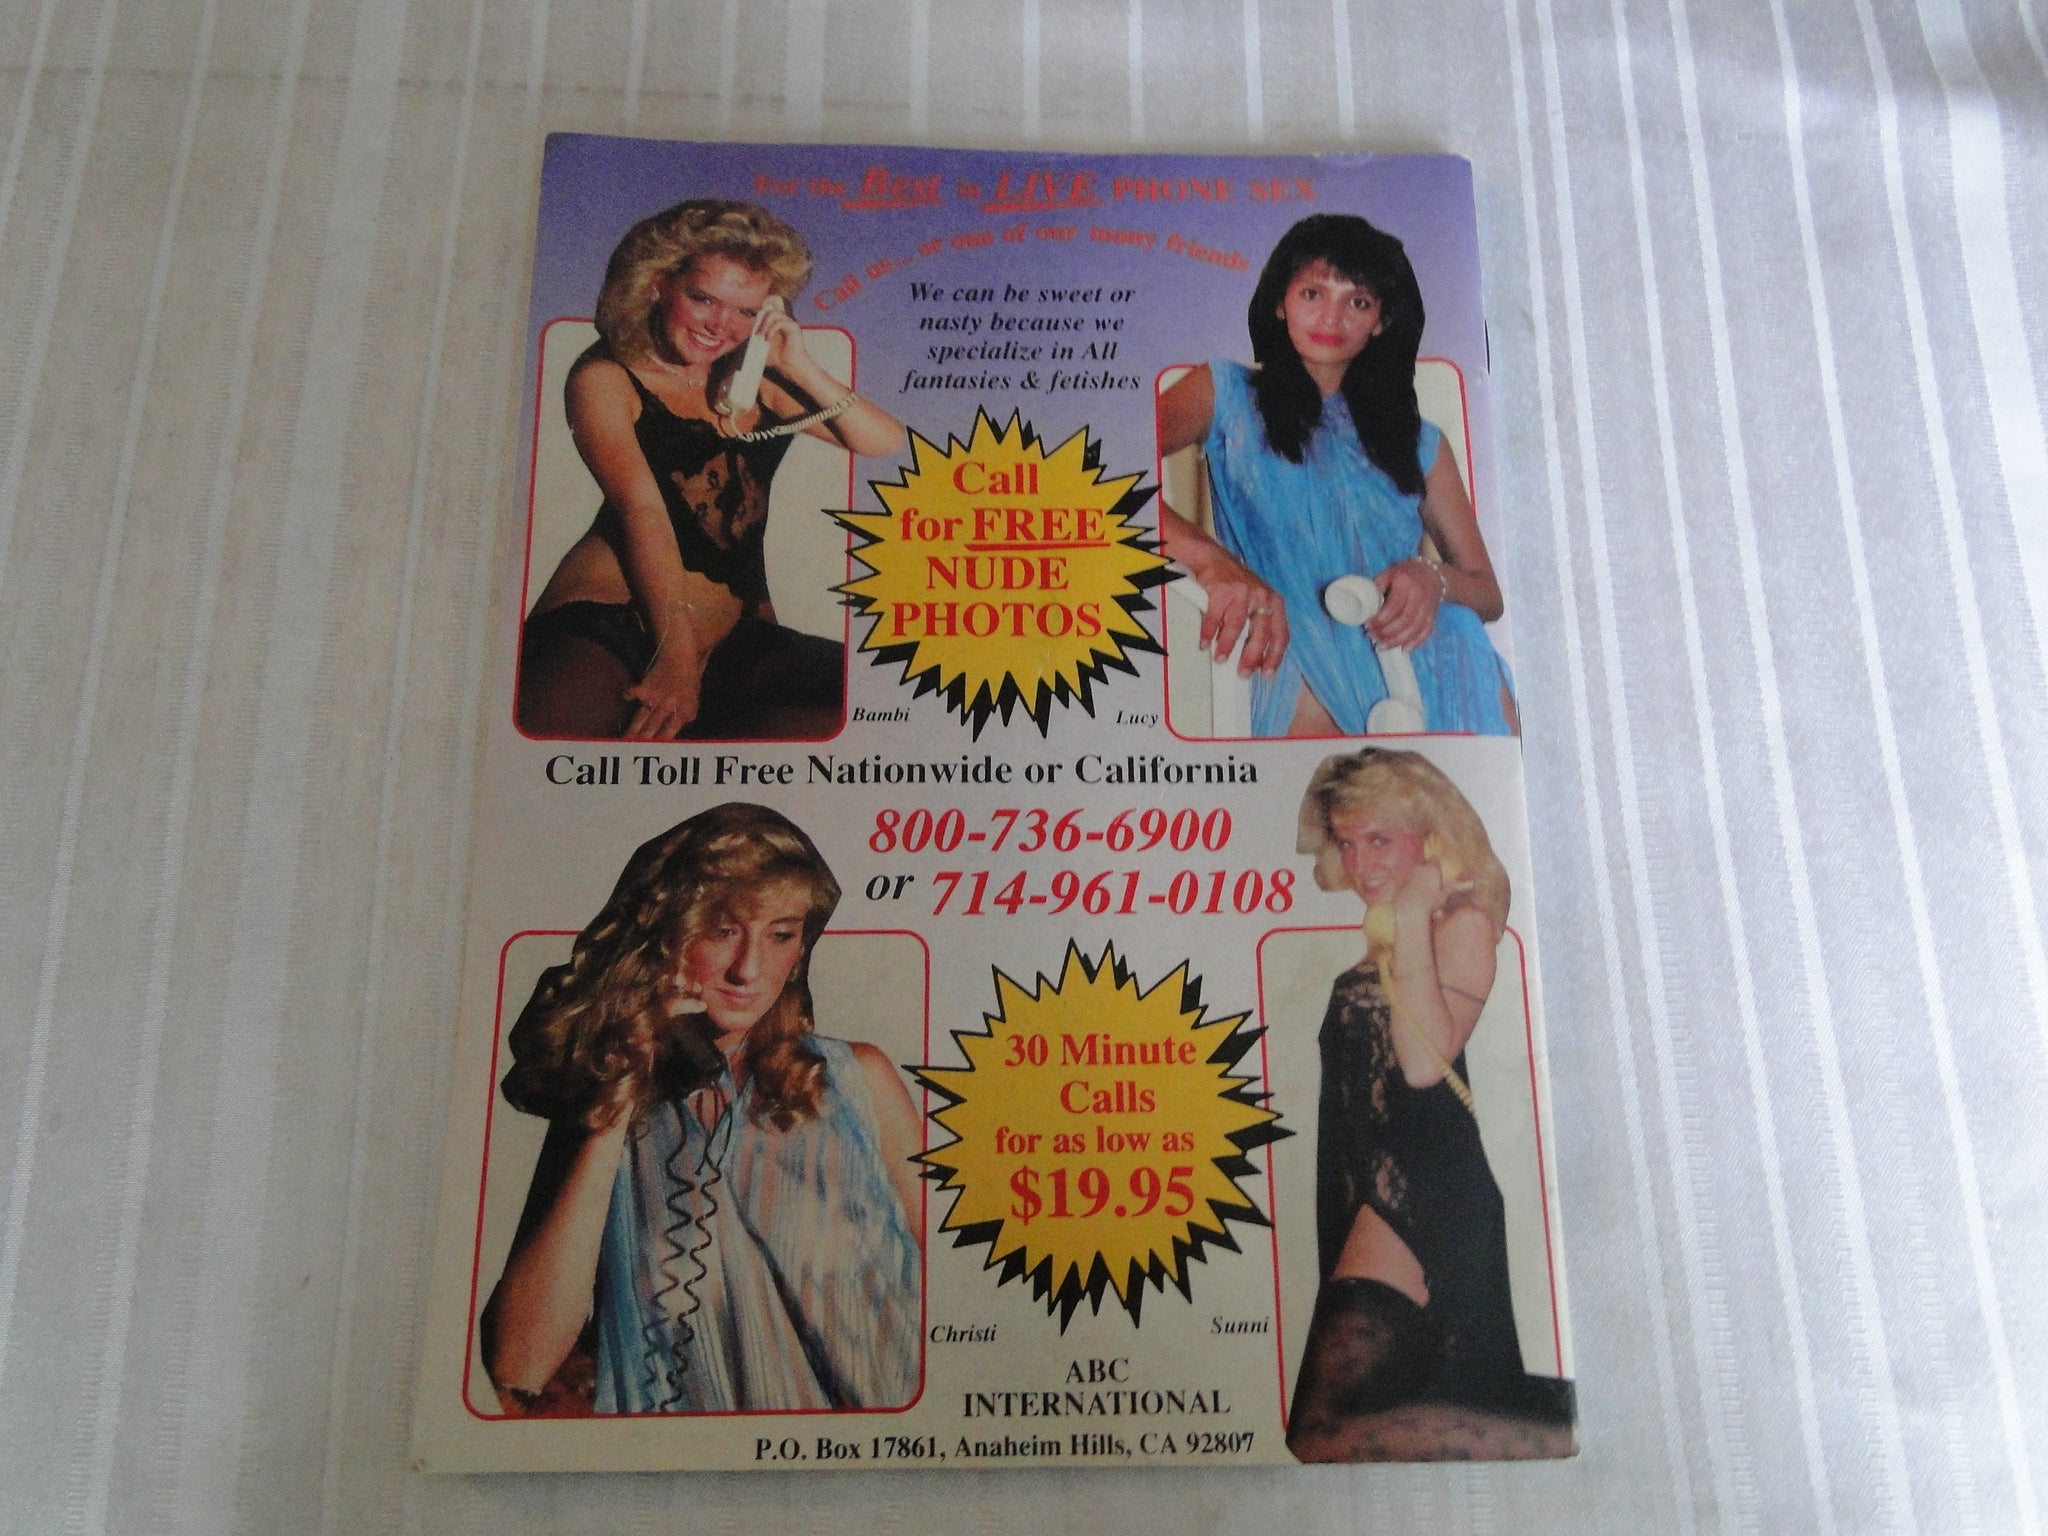 For the Best in LIVE PHONE SEX
Call us... or one of our many friends
We can be sweet or
nasty because we
specialize in All
fantasies & fetishes
Call
for FREE
NUDE
PHOTOS
Bambi
Lucy
Call Toll Free Nationwide or California
800-736-6900
or 714-961-0108
30 Minute
Calls
for as low as
$19.95
Christi
Sunni
ABC
INTERNATIONAL
P.O. Box 17861, Anaheim Hills, CA 92807